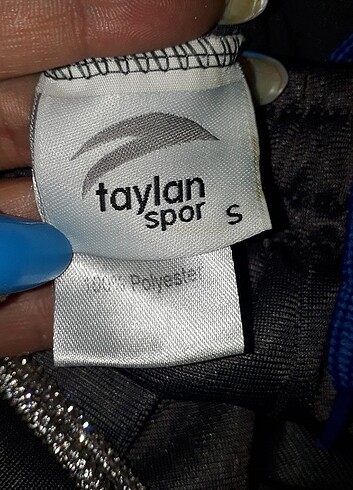 taylan
spor S
100% Polyester